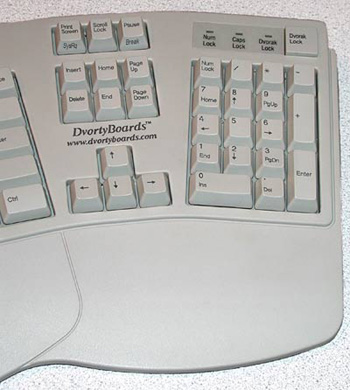 Print Screen
SysRq
Scroll Lock
Pause
Break
Num Lock
Caps Lock
Dvorak Lock
Dvorak Lock
Insert
Home
Page Up
Delete
End
Page Down
DvortyBoards™
www.dvortyboards.com
↑
← ↓ →
Ctrl
Num Lock
/
*
-
7 Home
8 ↑
9 PgUp
+
4 ←
5
6 →
1 End
2 ↓
3 PgDn
Enter
0 Ins
. Del